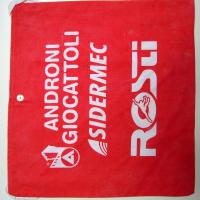 ANDRONI
GIOCATTOLI
SIDERMEC
ROSTI